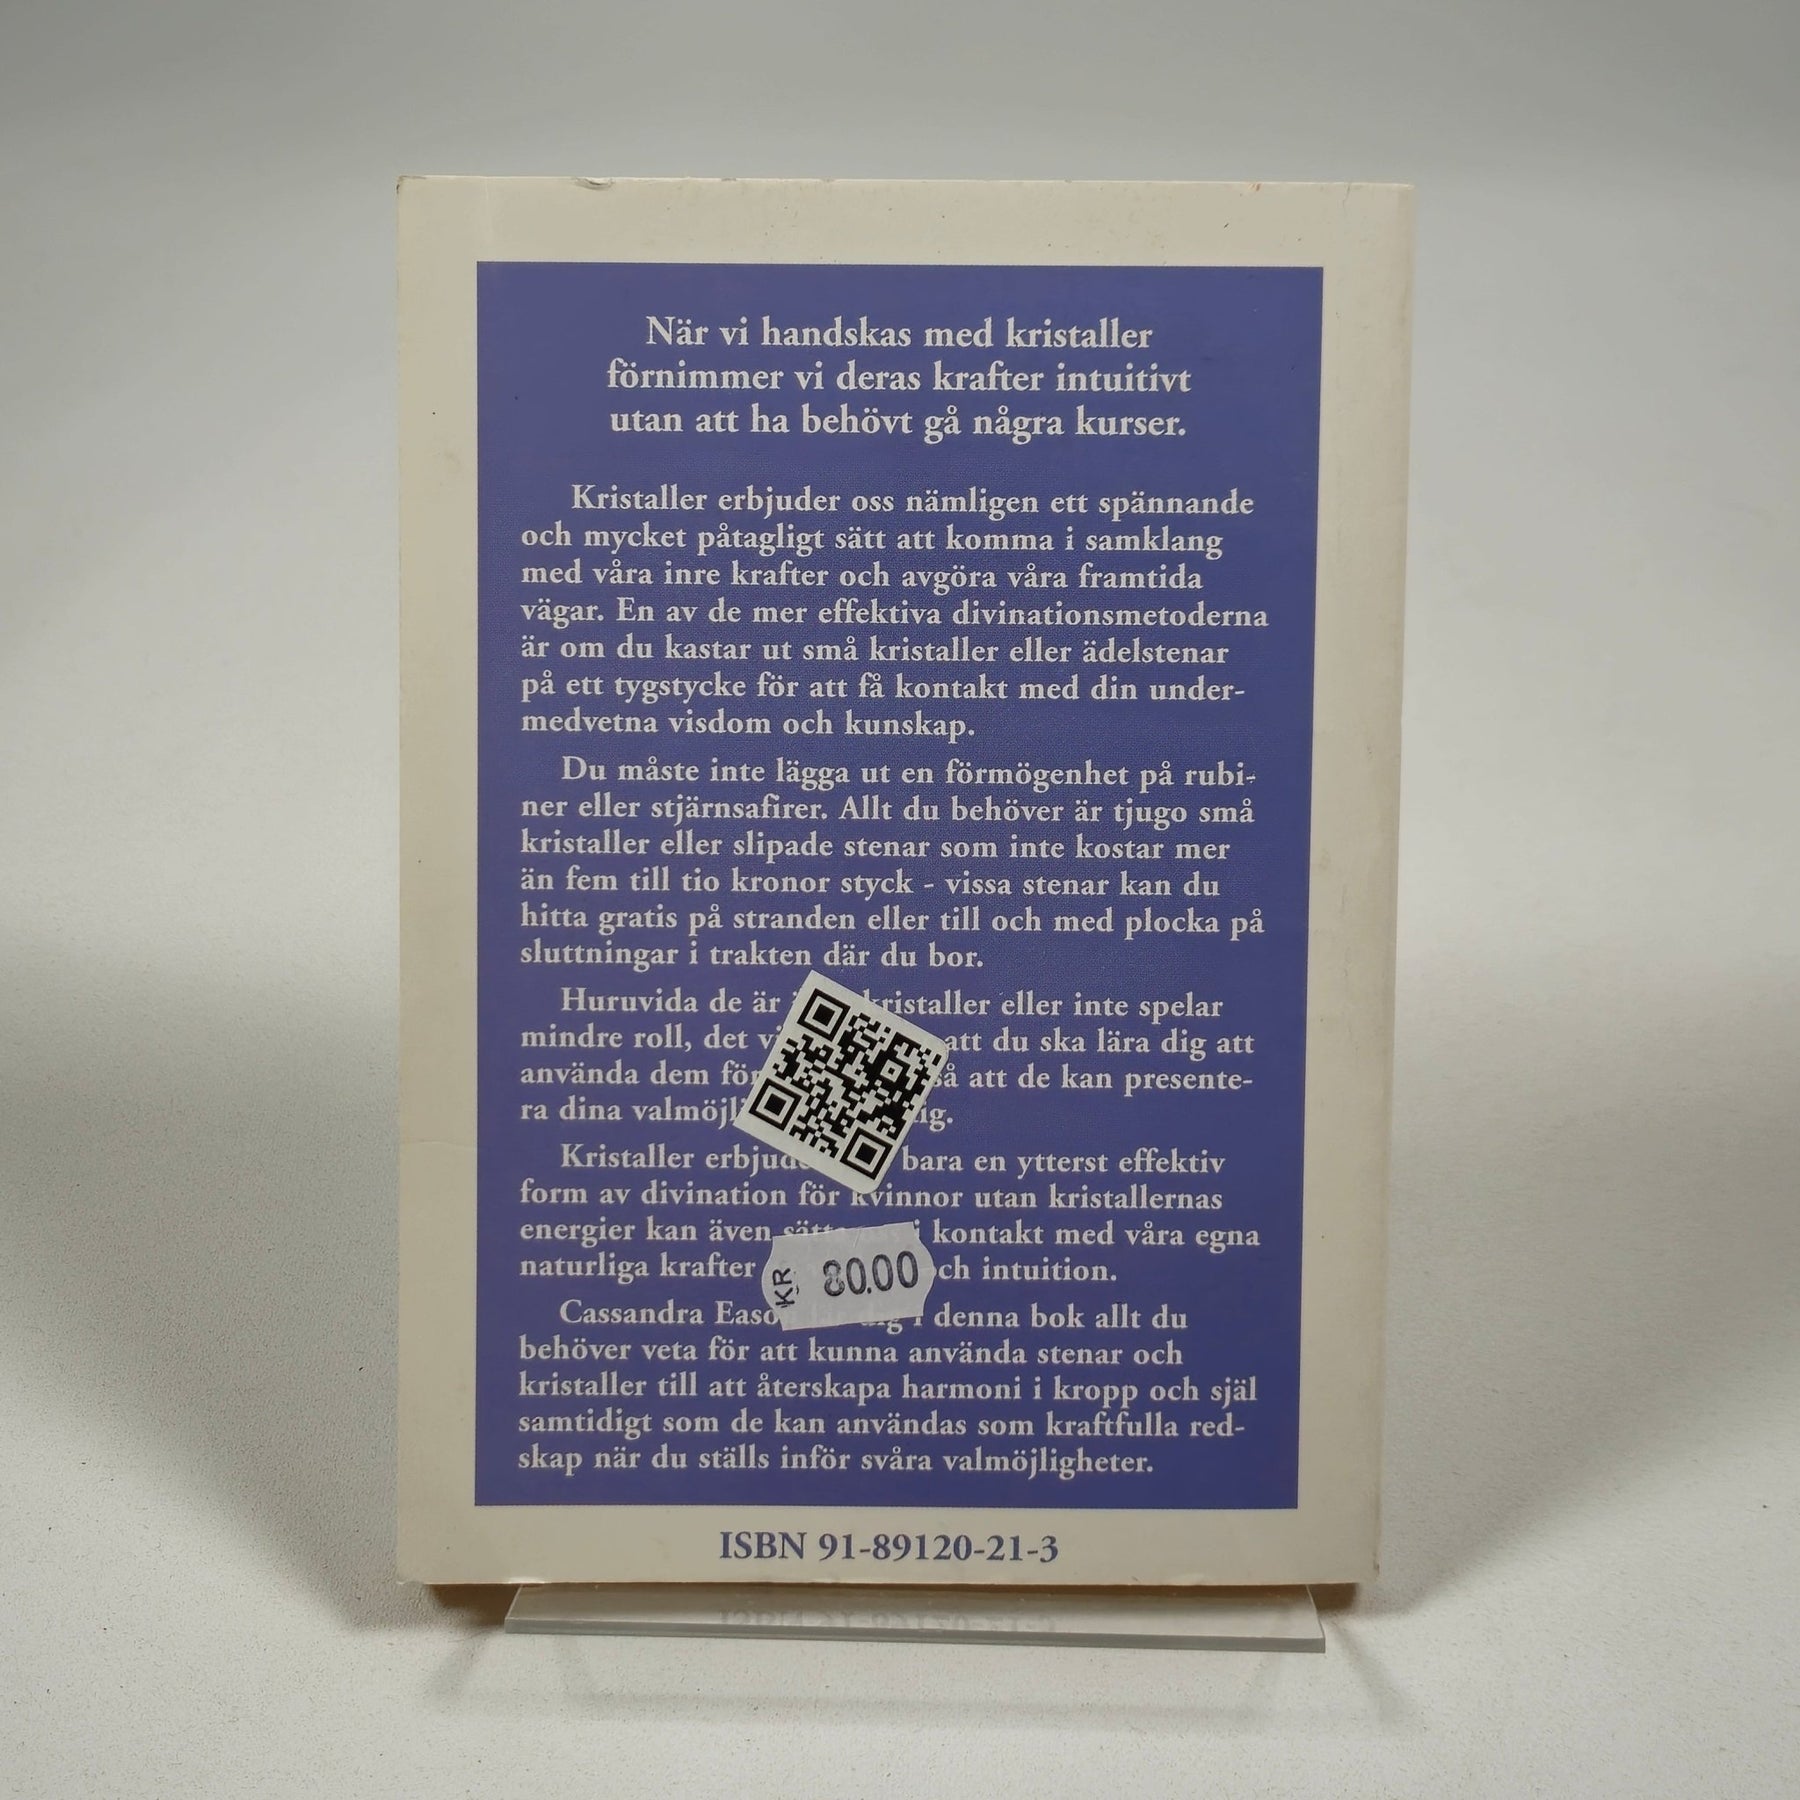 När vi handskas med kristaller
förnimmer vi deras krafter intuitivt
utan att ha behövt gå några kurser.
Kristaller erbjuder oss nämligen ett spännande
och mycket påtagligt sätt att komma i samklang
med våra inre krafter och avgöra våra framtida
vägar. En av de mer effektiva divinationsmetoderna
är om du kastar ut små kristaller eller ädelstenar
på ett tygstycke för att få kontakt med din under-
medvetna visdom och kunskap.
Du måste inte lägga ut en förmögenhet på rubi-
ner eller stjärnsafirer. Allt du behöver är tjugo små
kristaller eller slipade stenar som inte kostar mer
än fem till tio kronor styck - vissa stenar kan du
hitta gratis på stranden eller till och med plocka på
sluttningar i trakten där du bor.
Huruvida de är kristaller eller inte spelar
mindre roll, det att du ska lära dig att
använda dem så att de kan presente-
ra dina
Kristaller bara en ytterst effektiv
form av divination för kvinnor utan kristallernas
energier kan även i kontakt med våra egna
naturliga krafter och intuition.
KR 80.00
Cassandra i denna bok allt du
behöver veta för att kunna använda stenar och
kristaller till att återskapa harmoni i kropp och själ
samtidigt som de kan användas som kraftfulla red-
skap när du ställs inför svåra valmöjligheter.
ISBN 91-89120-21-3